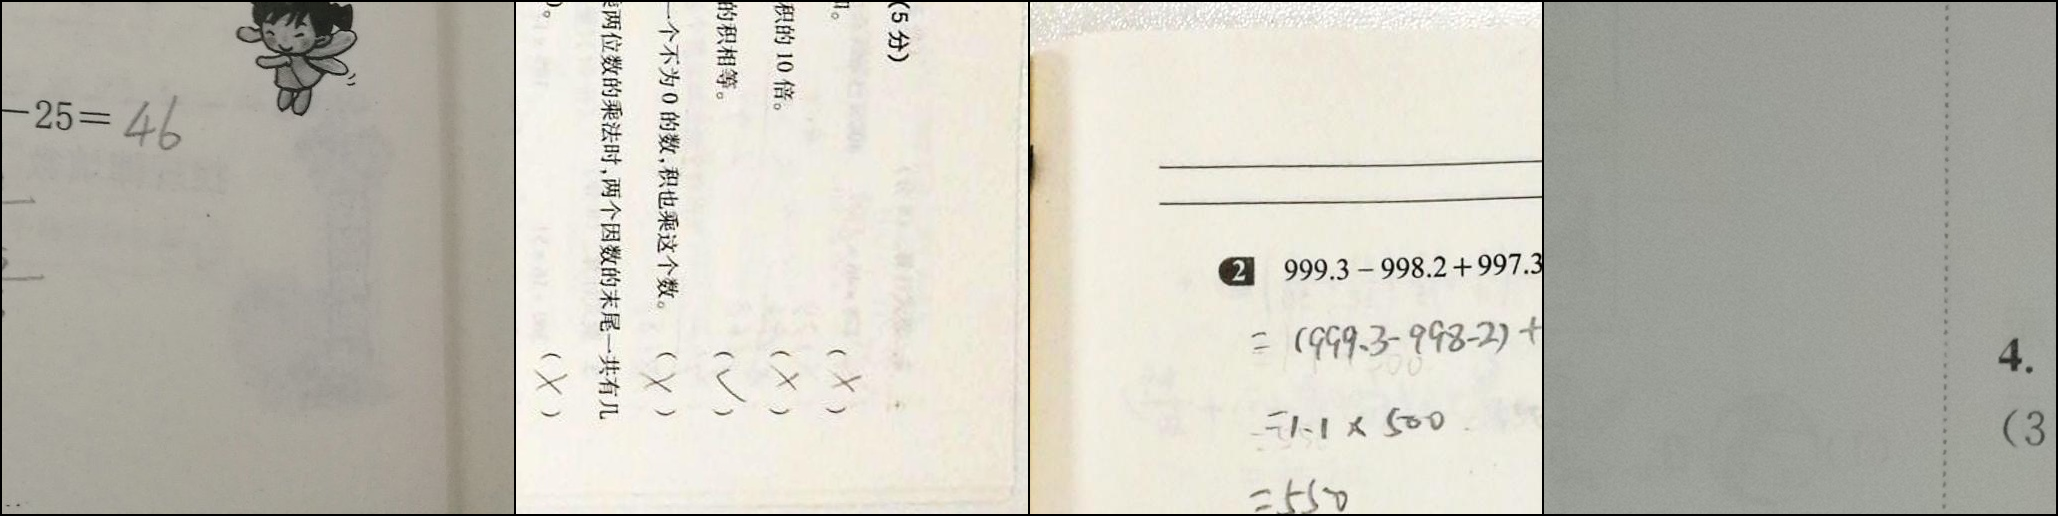 —25=46
(5分)
(×)
积的10倍。(×)
的积相等。(✓)
一个不为0的数,积也乘这个数。(×)
两位数的乘法时,两个因数的末尾一共有几
(×)
2 999.3-998.2+997.3
=(999.3-998.2)+
=1.1×500
=550
4.
(3